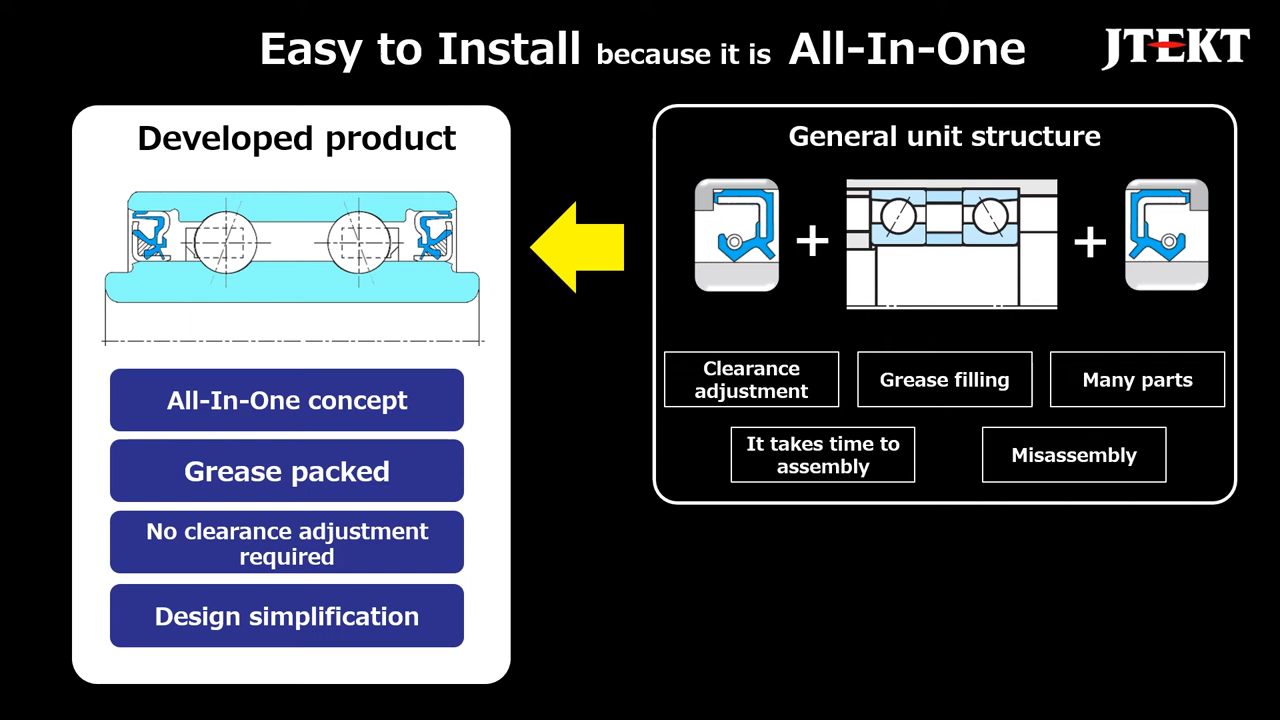 Easy to Install because it is All-In-One
JTEKT
Developed product
All-In-One concept
Grease packed
No clearance adjustment
required
Design simplification
General unit structure
+
+
Clearance
adjustment
Grease filling
Many parts
It takes time to
assembly
Misassembly